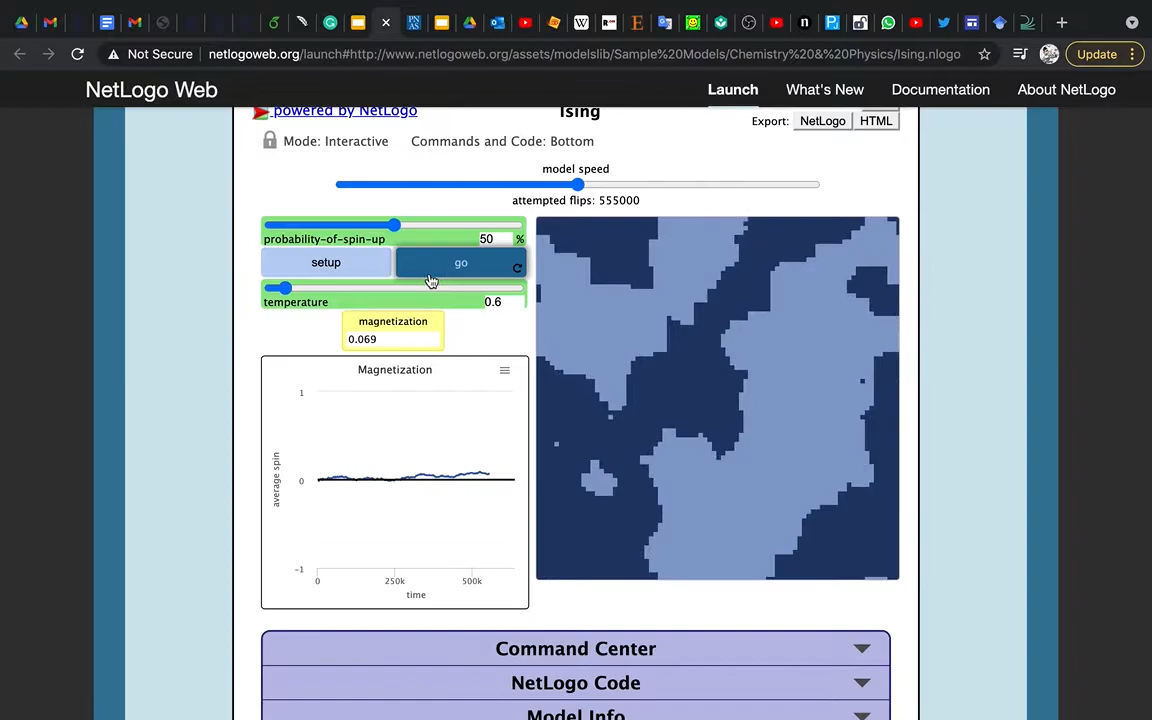 Not Secure
netlogoweb.org/launch#http://www.netlogoweb.org/assets/modelslib/Sample%20Models/Chemistry%20&%20Physics/Ising.nlogo
Update
NetLogo Web
Launch
What's New
Documentation
About NetLogo
powered by NetLogo
Ising
Export:
NetLogo
HTML
Mode: Interactive
Commands and Code: Bottom
model speed
attempted flips: 555000
probability-of-spin-up
50
%
setup
go
temperature
0.6
magnetization
0.069
Magnetization
1
0
-1
average spin
0
250k
500k
time
Command Center
NetLogo Code
Model Info